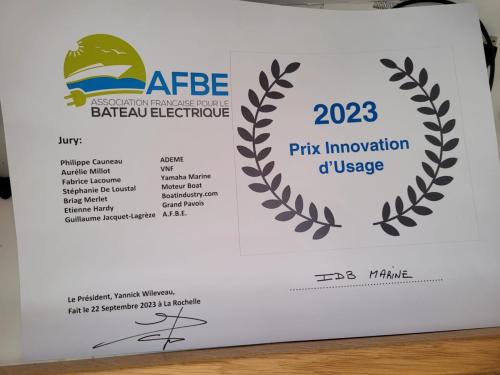 AFBE
ASSOCIATION FRANÇAISE POUR LE
BATEAU ELECTRIQUE
Jury:
Philippe Cauneau ADEME
Aurélie Millot VNF
Fabrice Lacoume Yamaha Marine
Stéphanie De Loustal Moteur Boat
Briag Merlet Boatindustry.com
Etienne Hardy Grand Pavois
Guillaume Jacquet-Lagrèze A.F.B.E.
2023
Prix Innovation
d'Usage
IDB MARINE
Le Président, Yannick Wileveau,
Fait le 22 Septembre 2023 à La Rochelle